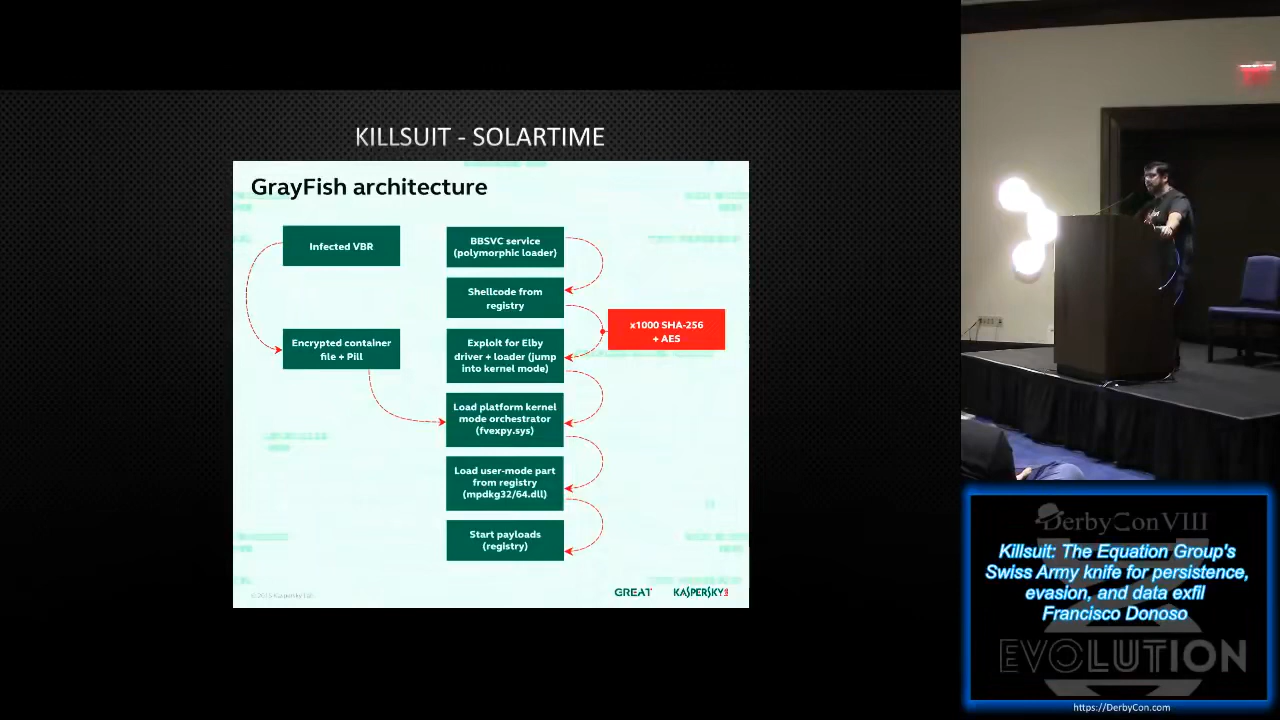 KILLSUIT - SOLARTIME
GrayFish architecture
Infected VBR
Encrypted container
file + Pill
BBSVC service
(polymorphic loader)
Shellcode from
registry
x1000 SHA-256
+ AES
Exploit for Elby
driver + loader (jump
into kernel mode)
Load platform kernel
mode orchestrator
(fvexpy.sys)
Load user-mode part
from registry
(mpdkg32/64.dll)
Start payloads
(registry)
GREAT
KASPERSKY
DerbyCon VIII
Killsuit: The Equation Group's
Swiss Army knife for persistence,
evasion, and data exfil
Francisco Donoso
EVOLUTION
https://DerbyCon.com